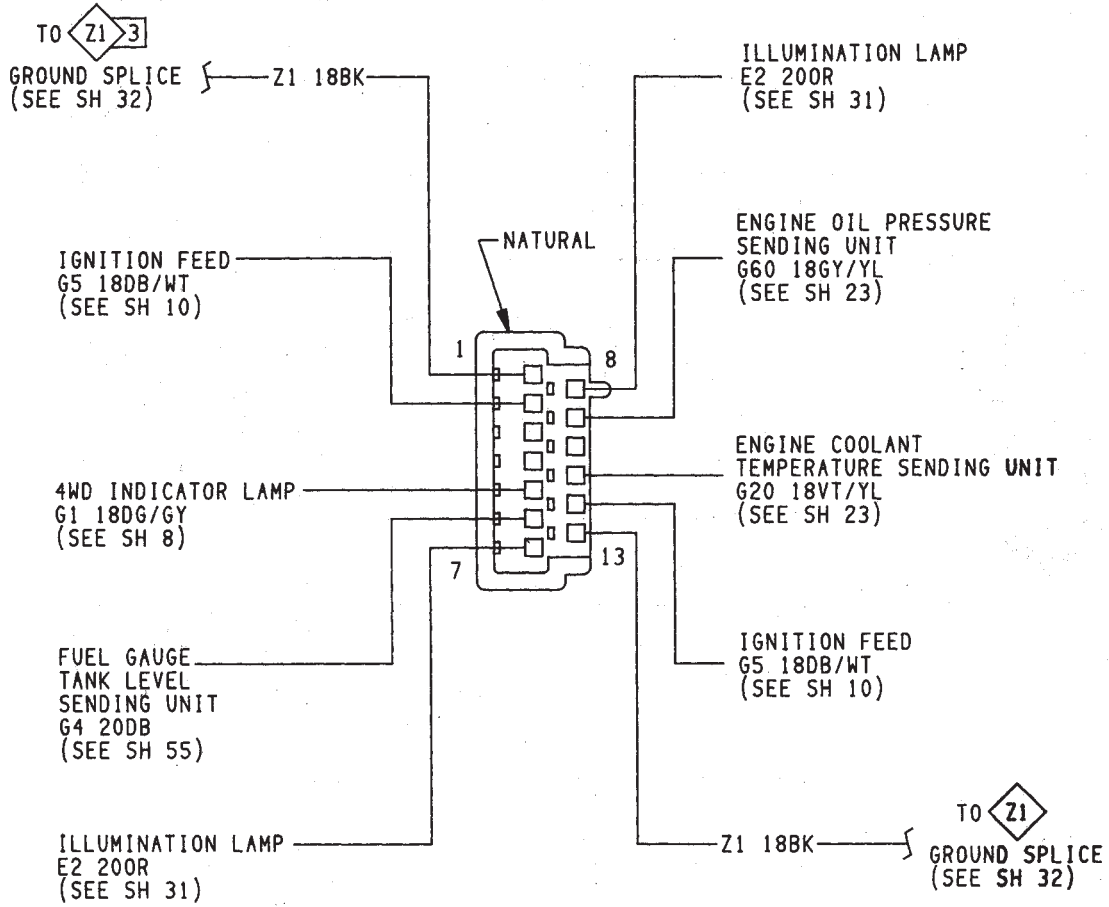 TO Z1 3
GROUND SPLICE
(SEE SH 32)
Z1 18BK
ILLUMINATION LAMP
E2 20OR
(SEE SH 31)
IGNITION FEED
G5 18DB/WT
(SEE SH 10)
NATURAL
ENGINE OIL PRESSURE
SENDING UNIT
G60 18GY/YL
(SEE SH 23)
1
8
4WD INDICATOR LAMP
G1 18DG/GY
(SEE SH 8)
ENGINE COOLANT
TEMPERATURE SENDING UNIT
G20 18VT/YL
(SEE SH 23)
7
13
FUEL GAUGE
TANK LEVEL
SENDING UNIT
G4 20DB
(SEE SH 55)
IGNITION FEED
G5 18DB/WT
(SEE SH 10)
ILLUMINATION LAMP
E2 20OR
(SEE SH 31)
Z1 18BK
TO Z1
GROUND SPLICE
(SEE SH 32)